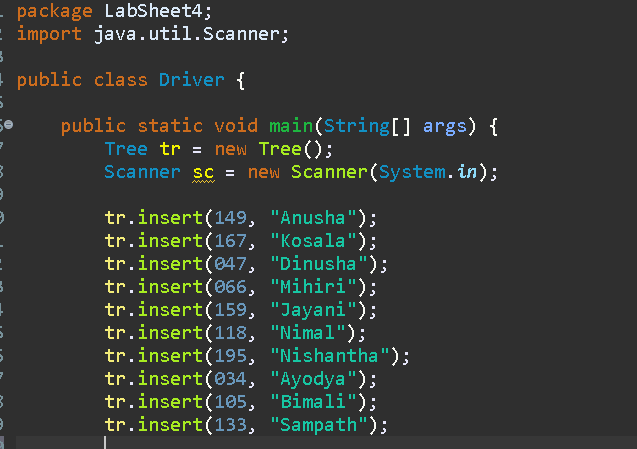 package LabSheet4;
import java.util.Scanner;
public class Driver {
public static void main(String[] args) {
Tree tr = new Tree();
Scanner sc = new Scanner(System.in);
tr.insert(149, "Anusha");
tr.insert(167, "Kosala");
tr.insert(047, "Dinusha");
tr.insert(066, "Mihiri");
tr.insert(159, "Jayani");
tr.insert(118, "Nimal");
tr.insert(195, "Nishantha");
tr.insert(034, "Ayodya");
tr.insert(105, "Bimali");
tr.insert(133, "Sampath");